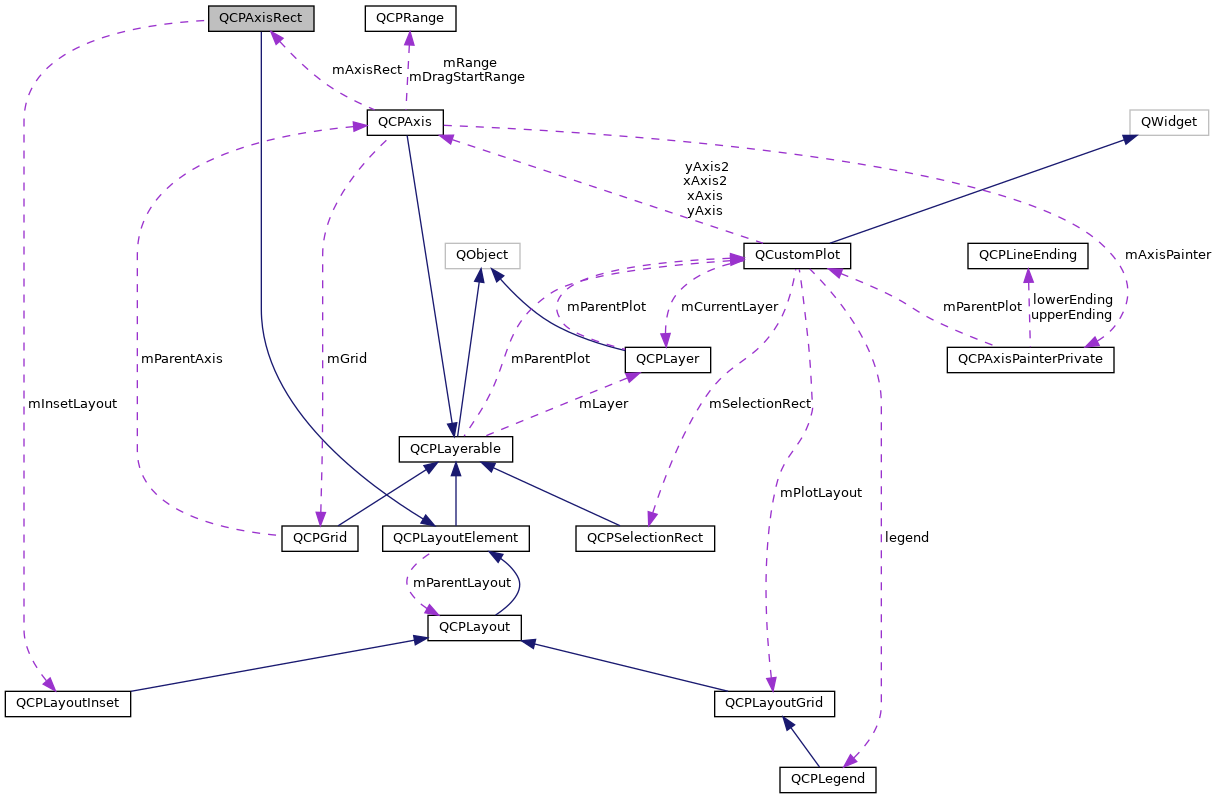 QCPAxisRect
QCPRange
mAxisRect
mRange
mDragStartRange
QCPAxis
QWidget
yAxis2
xAxis2
xAxis
yAxis
QObject
QCustomPlot
QCPLineEnding
mAxisPainter
mParentPlot
mCurrentLayer
mParentPlot
lowerEnding
upperEnding
mParentAxis
mGrid
mParentPlot
QCPLayer
QCPAxisPainterPrivate
mInsetLayout
mLayer
mSelectionRect
QCPLayerable
mPlotLayout
QCPGrid
QCPLayoutElement
QCPSelectionRect
legend
mParentLayout
QCPLayout
QCPLayoutInset
QCPLayoutGrid
QCPLegend